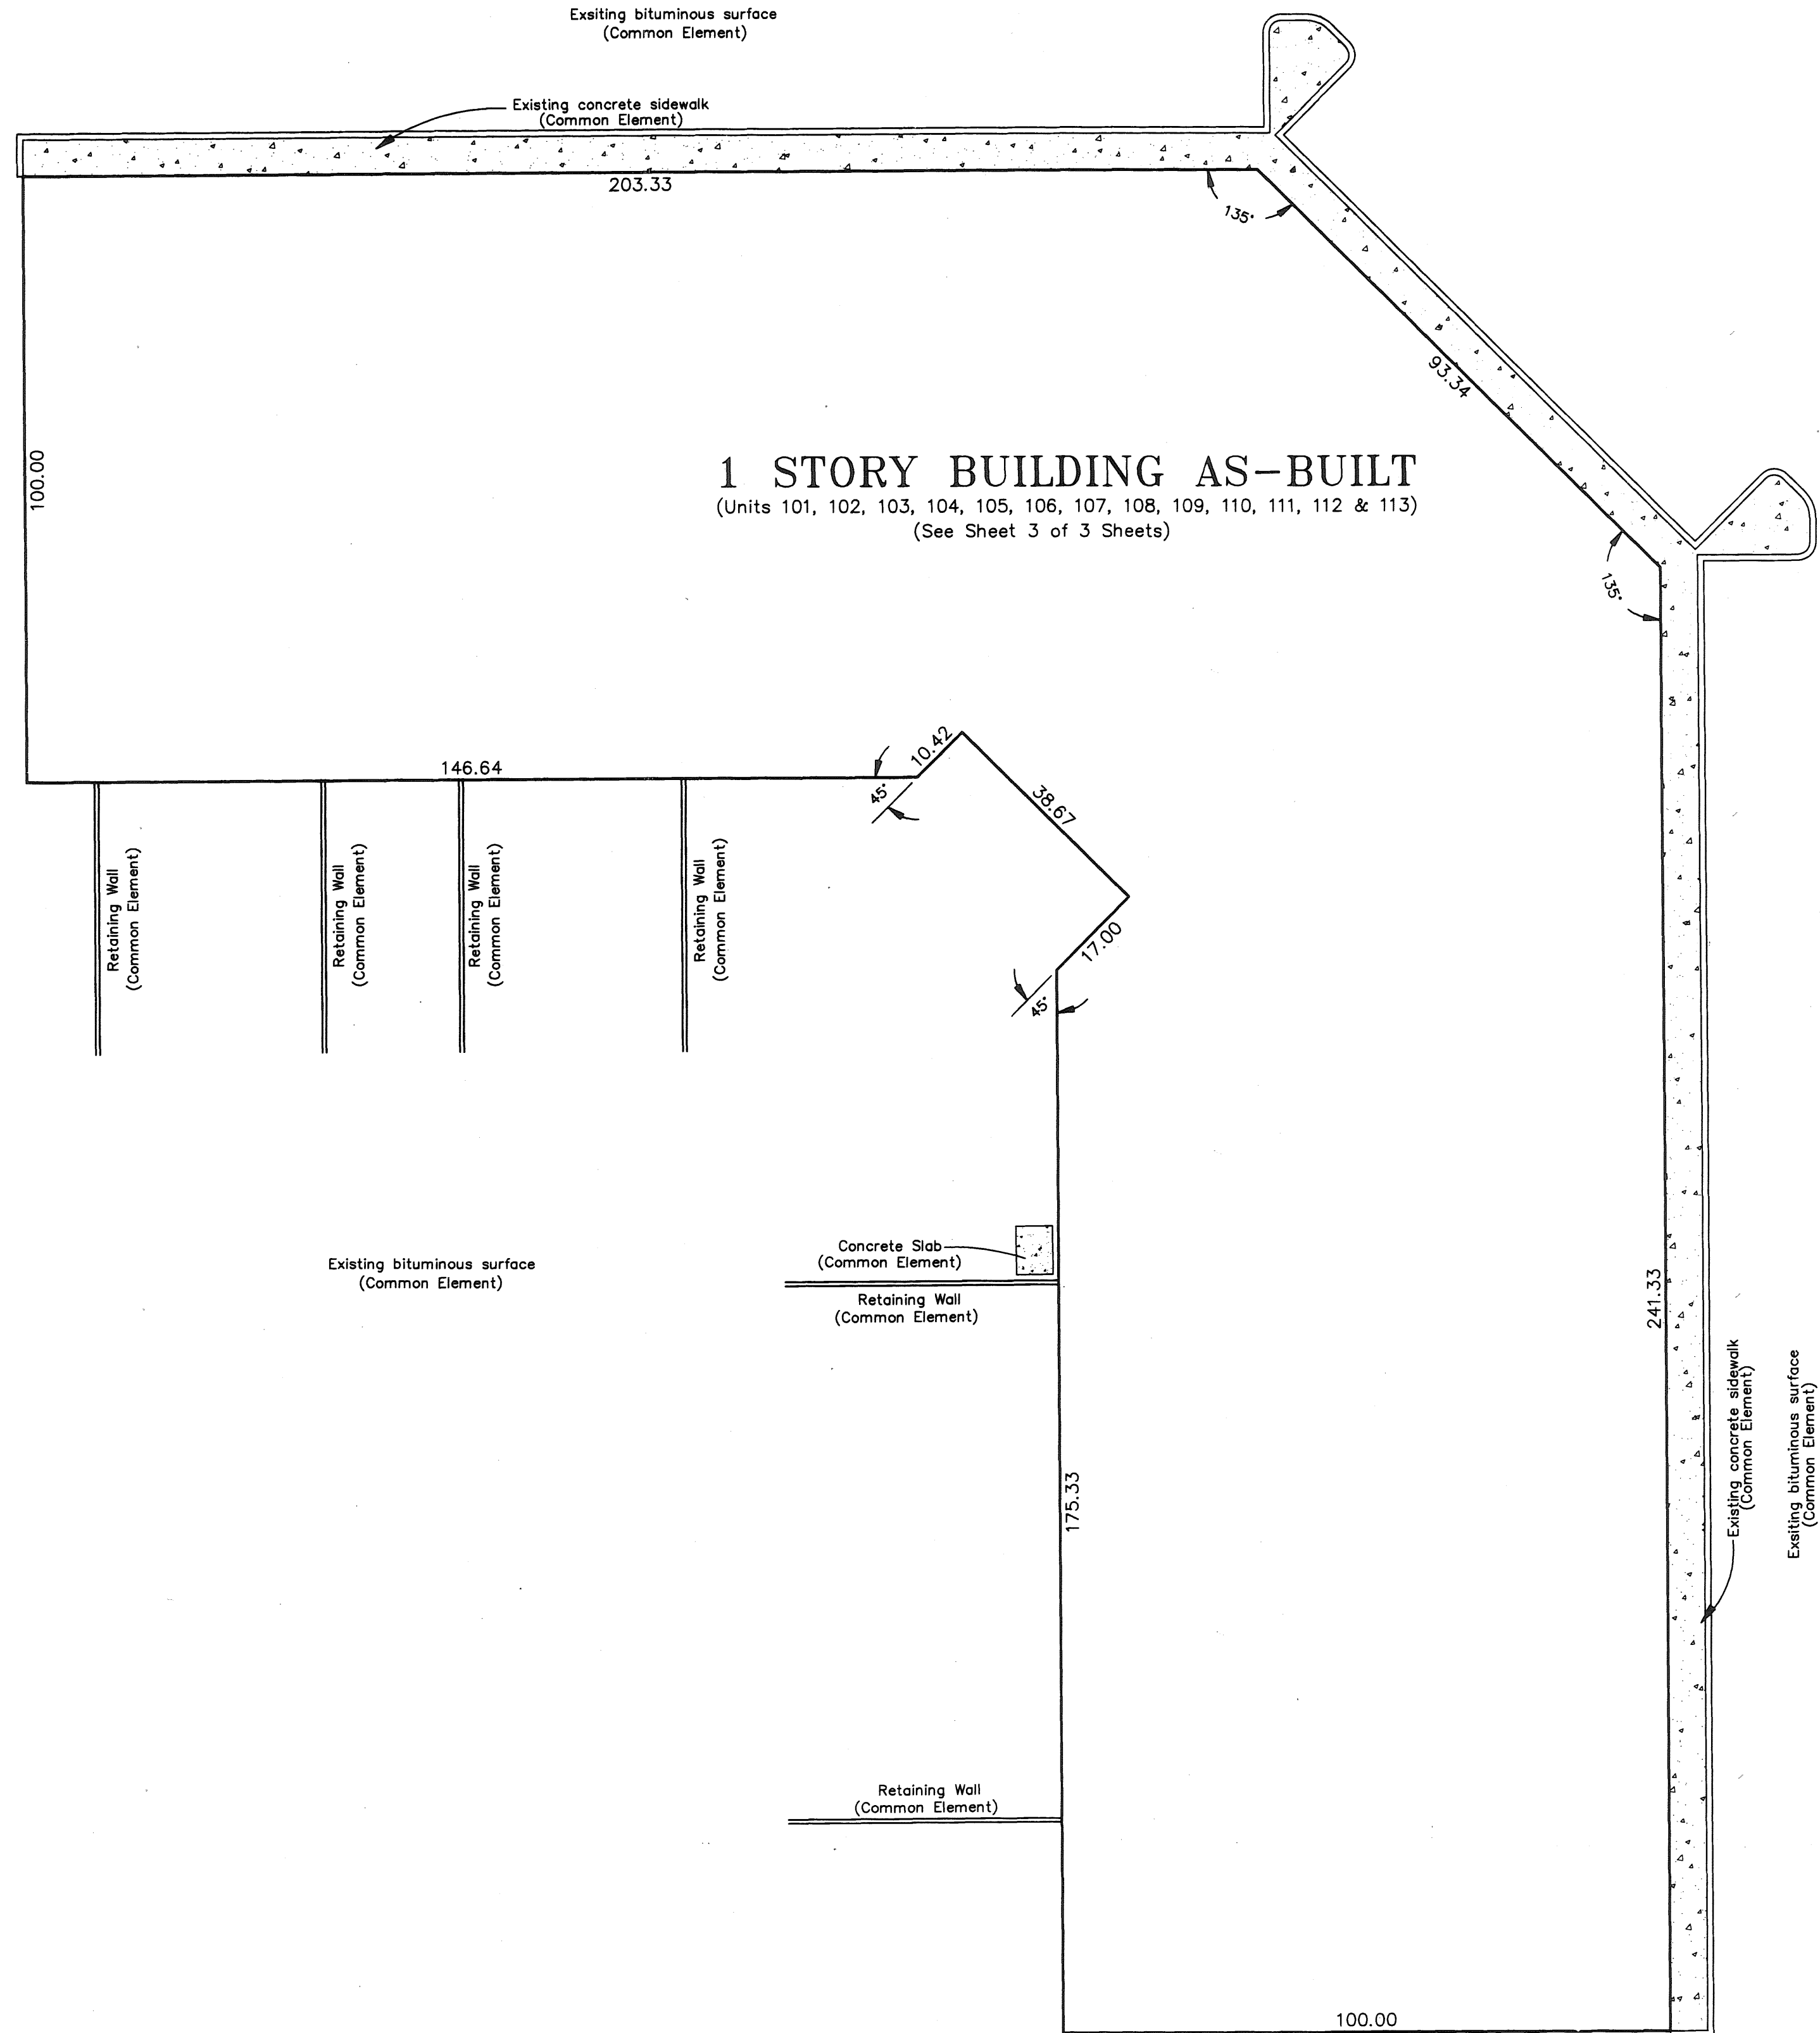 Exsiting bituminous surface
(Common Element)
Existing concrete sidewalk
(Common Element)
203.33
135°
93.34
100.00
1 STORY BUILDING AS-BUILT
(Units 101, 102, 103, 104, 105, 106, 107, 108, 109, 110, 111, 112 & 113)
(See Sheet 3 of 3 Sheets)
135°
146.64
10.42
45°
38.67
17.00
45°
Retaining Wall
(Common Element)
Retaining Wall
(Common Element)
Retaining Wall
(Common Element)
Retaining Wall
(Common Element)
Existing bituminous surface
(Common Element)
Concrete Slab
(Common Element)
Retaining Wall
(Common Element)
241.33
Existing concrete sidewalk
(Common Element)
Exsiting bituminous surface
(Common Element)
175.33
Retaining Wall
(Common Element)
100.00